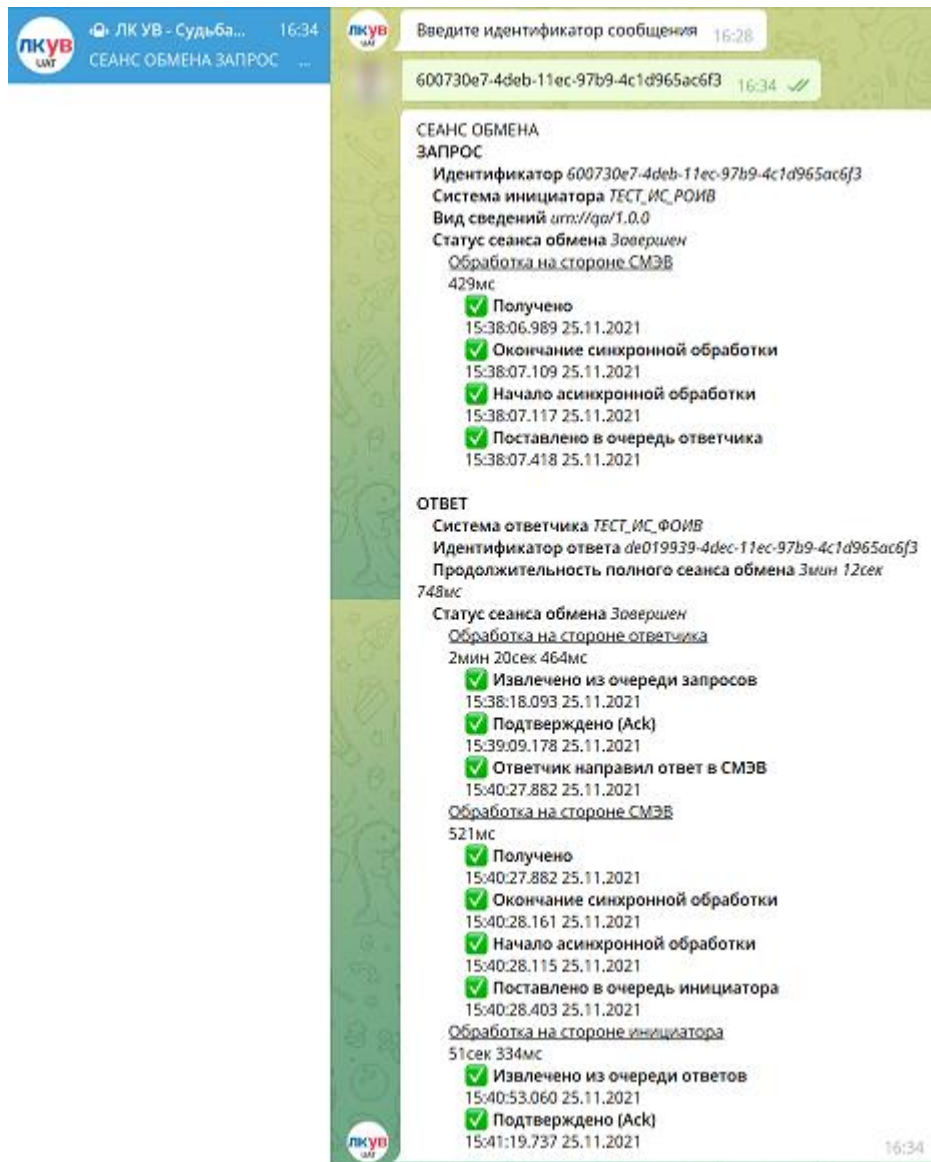 ЛК УВ - Судьба... 16:34
СЕАНС ОБМЕНА ЗАПРОС ...
ЛКУВ
UAT
ЛКУВ
UAT
Введите идентификатор сообщения 16:28
600730e7-4deb-11ec-97b9-4c1d965ac6f3 16:34
СЕАНС ОБМЕНА
ЗАПРОС
Идентификатор 600730e7-4deb-11ec-97b9-4c1d965ac6f3
Система инициатора ТЕСТ_ИС_РОИВ
Вид сведений urn://qa/1.0.0
Статус сеанса обмена Завершен
Обработка на стороне СМЭВ
429мс
✅ Получено
15:38:06.989 25.11.2021
✅ Окончание синхронной обработки
15:38:07.109 25.11.2021
✅ Начало асинхронной обработки
15:38:07.117 25.11.2021
✅ Поставлено в очередь ответчика
15:38:07.418 25.11.2021
ОТВЕТ
Система ответчика ТЕСТ_ИС_ФОИВ
Идентификатор ответа de019939-4dec-11ec-97b9-4c1d965ac6f3
Продолжительность полного сеанса обмена 3мин 12сек
748мс
Статус сеанса обмена Завершен
Обработка на стороне ответчика
2мин 20сек 464мс
✅ Извлечено из очереди запросов
15:38:18.093 25.11.2021
✅ Подтверждено (Ack)
15:39:09.178 25.11.2021
✅ Ответчик направил ответ в СМЭВ
15:40:27.882 25.11.2021
Обработка на стороне СМЭВ
521мс
✅ Получено
15:40:27.882 25.11.2021
✅ Окончание синхронной обработки
15:40:28.161 25.11.2021
✅ Начало асинхронной обработки
15:40:28.115 25.11.2021
✅ Поставлено в очередь инициатора
15:40:28.403 25.11.2021
Обработка на стороне инициатора
51сек 334мс
✅ Извлечено из очереди ответов
15:40:53.060 25.11.2021
✅ Подтверждено (Ack)
15:41:19.737 25.11.2021
16:34
ЛКУВ
UAT